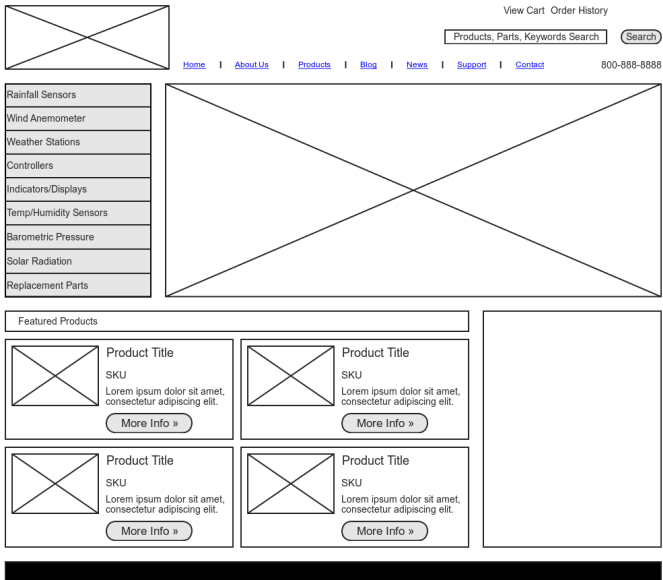 View Cart Order History
Products, Parts, Keywords Search
Search
Home | About Us | Products | Blog | News | Support | Contact
800-888-8888
Rainfall Sensors
Wind Anemometer
Weather Stations
Controllers
Indicators/Displays
Temp/Humidity Sensors
Barometric Pressure
Solar Radiation
Replacement Parts
Featured Products
Product Title
SKU
Lorem ipsum dolor sit amet,
consectetur adipiscing elit.
More Info »
Product Title
SKU
Lorem ipsum dolor sit amet,
consectetur adipiscing elit.
More Info »
Product Title
SKU
Lorem ipsum dolor sit amet,
consectetur adipiscing elit.
More Info »
Product Title
SKU
Lorem ipsum dolor sit amet,
consectetur adipiscing elit.
More Info »